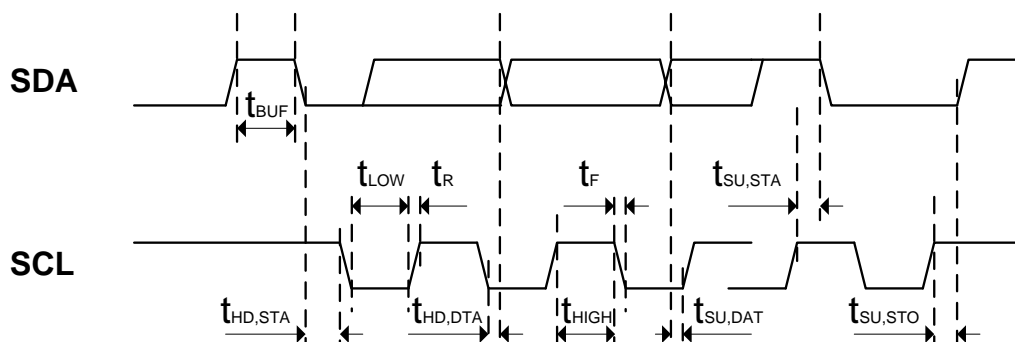 SDA
tBUF
tLOW tR tF tSU,STA
SCL
tHD,STA tHD,DTA tHIGH tSU,DAT tSU,STO